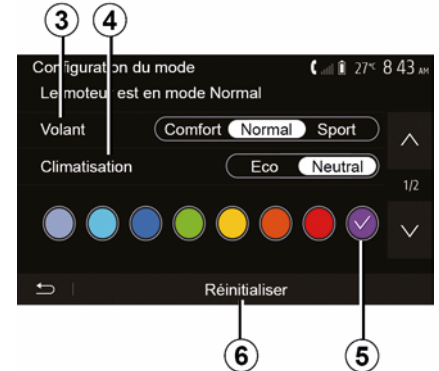 3 4
Configuration du mode 27°C 8 43 AM
Le moteur est en mode Normal
Volant Comfort Normal Sport
Climatisation Eco Neutral
1/2
Réinitialiser
6 5